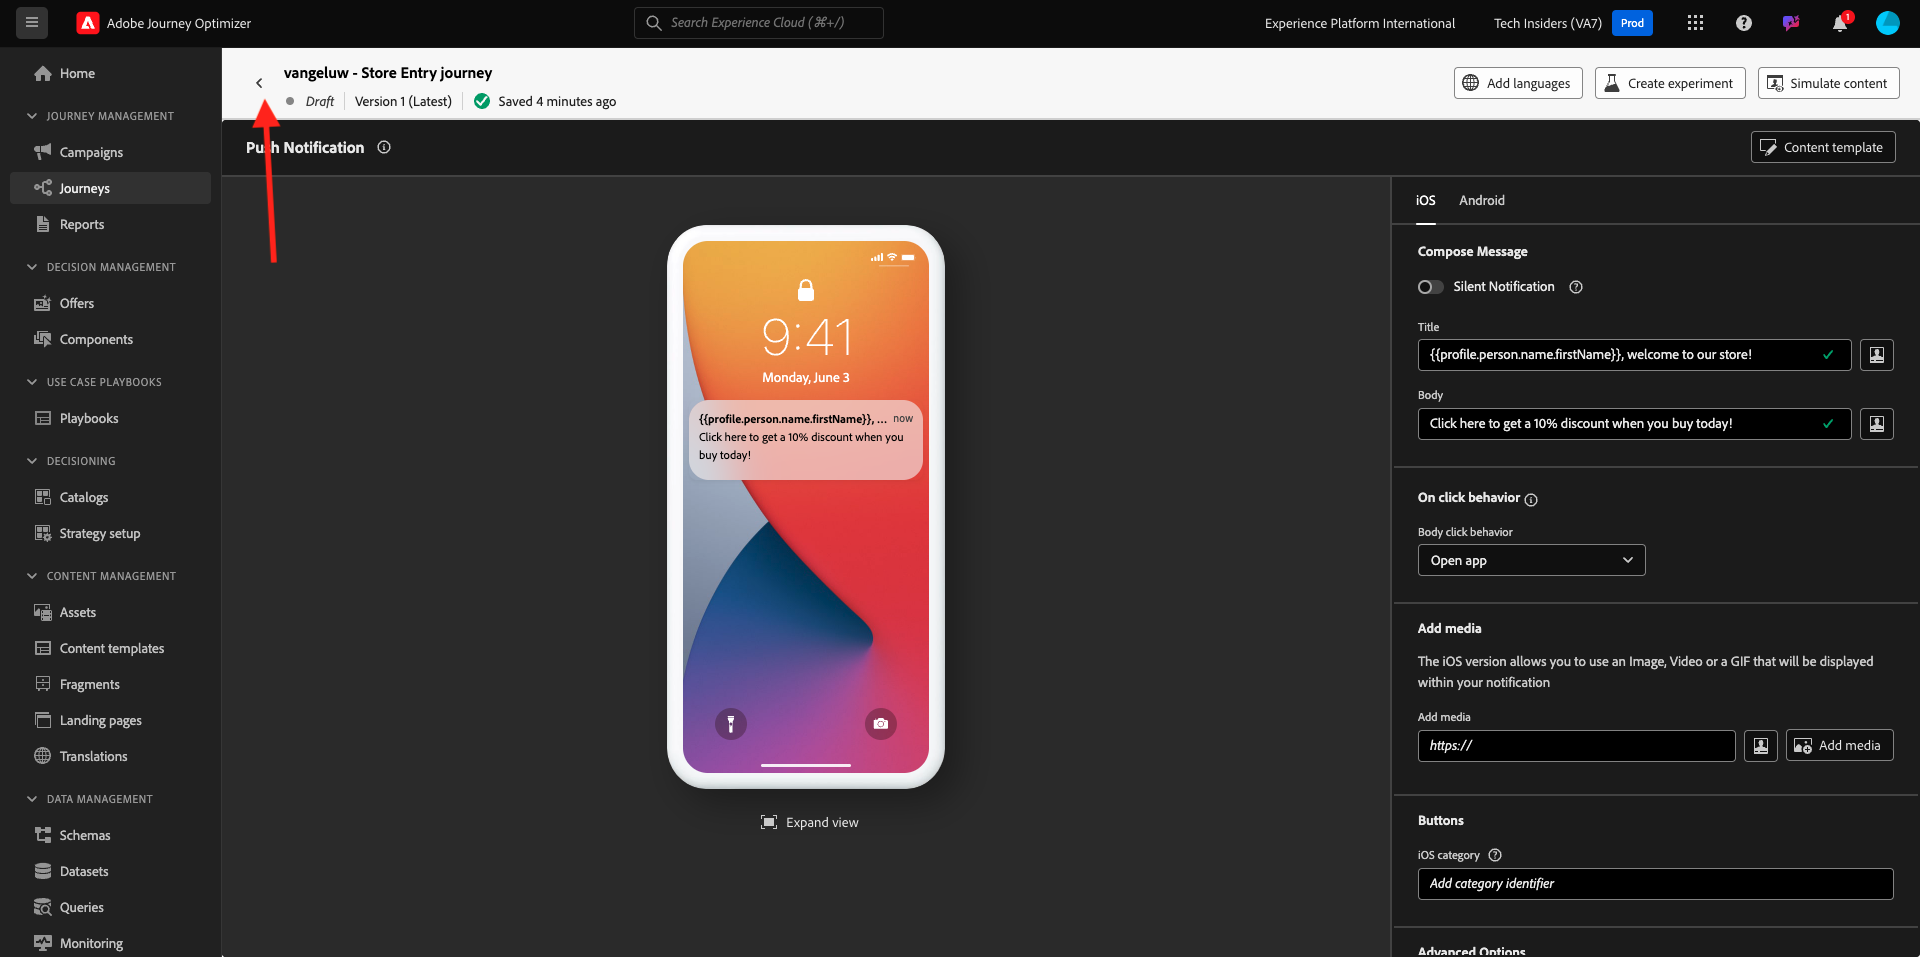 Adobe Journey Optimizer
Search Experience Cloud (⌘+/)
Experience Platform International
Tech Insiders (VA7)
Prod
1
Home
JOURNEY MANAGEMENT
Campaigns
Journeys
Reports
DECISION MANAGEMENT
Offers
Components
USE CASE PLAYBOOKS
Playbooks
DECISIONING
Catalogs
Strategy setup
CONTENT MANAGEMENT
Assets
Content templates
Fragments
Landing pages
Translations
DATA MANAGEMENT
Schemas
Datasets
Queries
Monitoring
vangeluw - Store Entry journey
Draft
Version 1 (Latest)
Saved 4 minutes ago
Add languages
Create experiment
Simulate content
Push Notification
Content template
9:41
Monday, June 3
{{profile.person.name.firstName}}, ... now
Click here to get a 10% discount when you
buy today!
Expand view
iOS
Android
Compose Message
Silent Notification
Title
{{profile.person.name.firstName}}, welcome to our store!
Body
Click here to get a 10% discount when you buy today!
On click behavior
Body click behavior
Open app
Add media
The iOS version allows you to use an Image, Video or a GIF that will be displayed
within your notification
Add media
https://
Add media
Buttons
iOS category
Add category identifier
Advanced Options